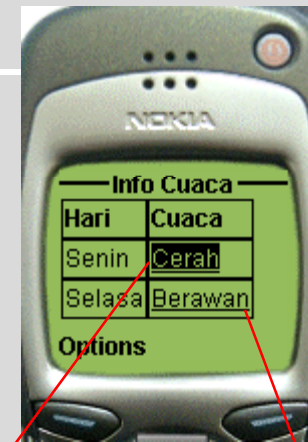 NOKIA
Info Cuaca
Hari Cuaca
Senin Cerah
Selasa Berawan
Options